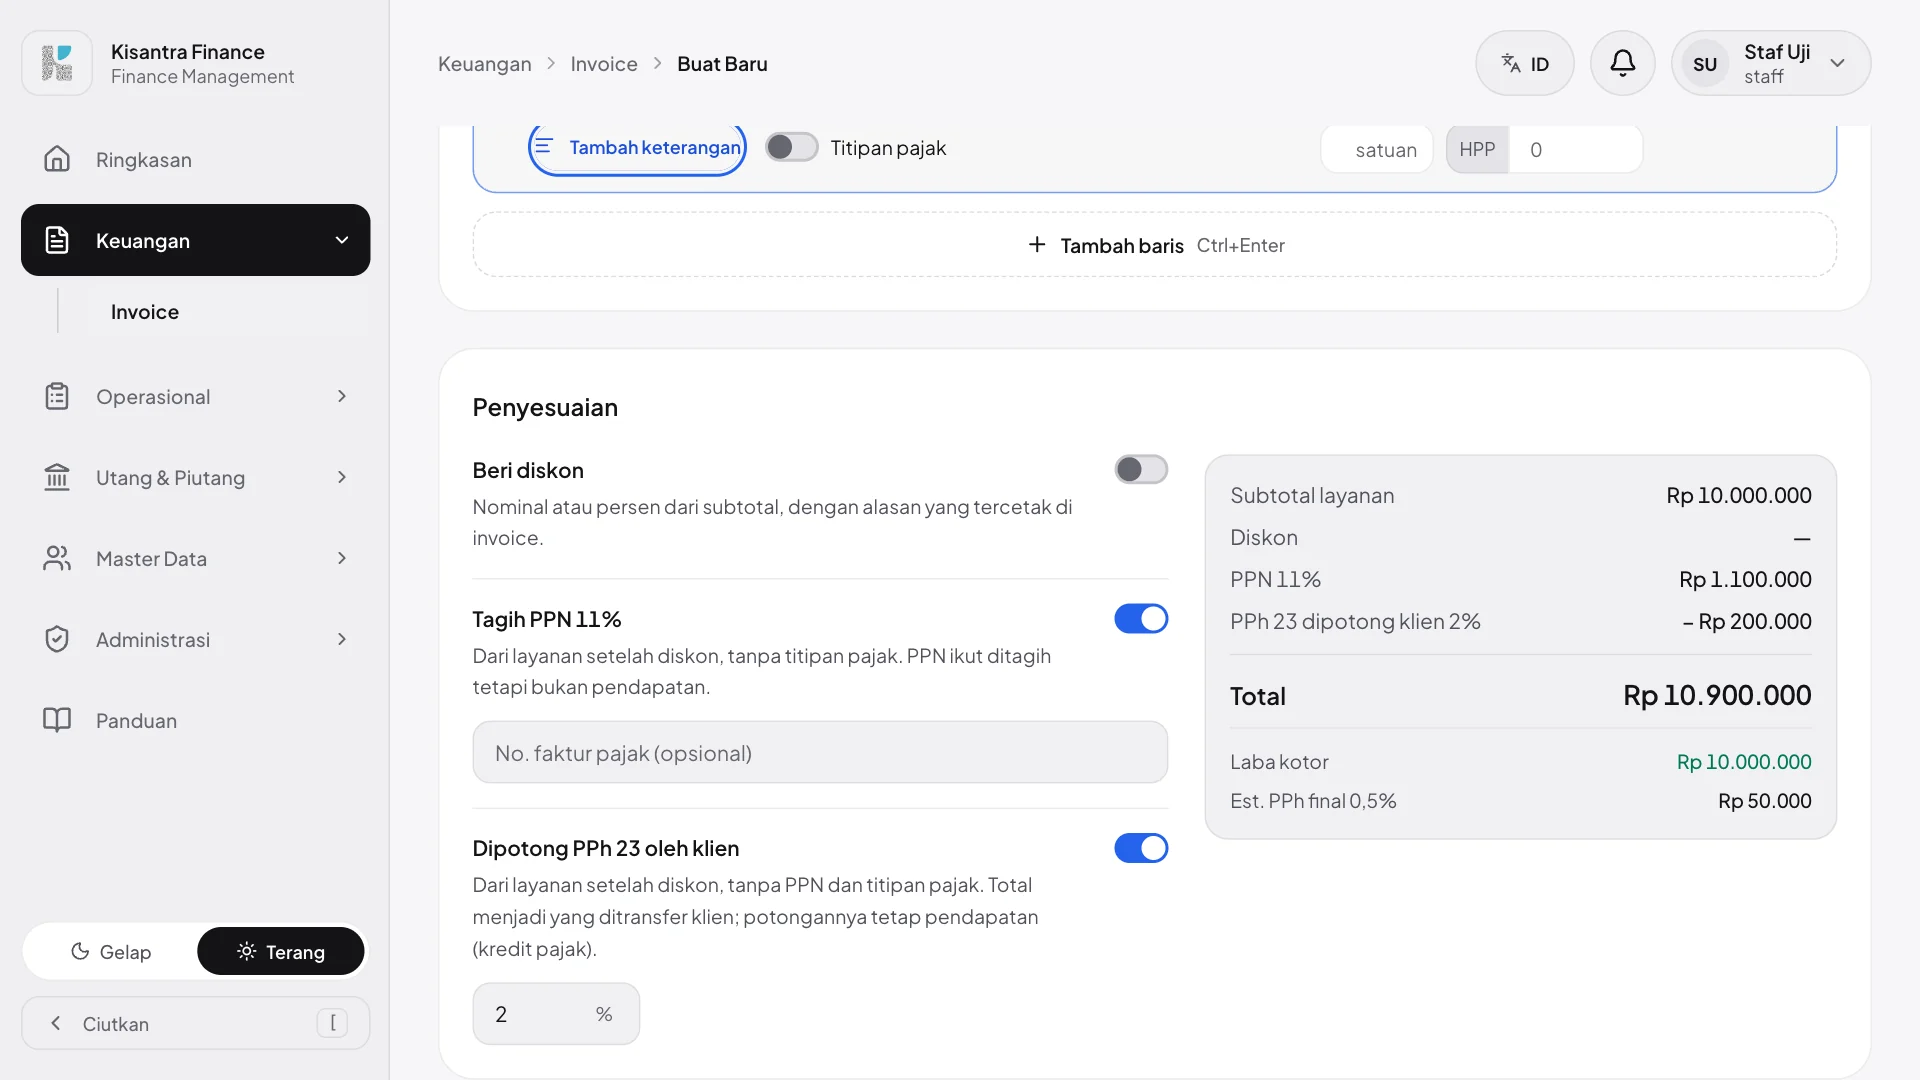 Kisantra Finance
Finance Management
Ringkasan
Keuangan
Invoice
Operasional
Utang & Piutang
Master Data
Administrasi
Panduan
Gelap
Terang
Ciutkan
[
Keuangan > Invoice > Buat Baru
ID
SU
Staf Uji
staff
Tambah keterangan
Titipan pajak
satuan
HPP
0
+ Tambah baris Ctrl+Enter
Penyesuaian
Beri diskon
Nominal atau persen dari subtotal, dengan alasan yang tercetak di
invoice.
Tagih PPN 11%
Dari layanan setelah diskon, tanpa titipan pajak. PPN ikut ditagih
tetapi bukan pendapatan.
No. faktur pajak (opsional)
Dipotong PPh 23 oleh klien
Dari layanan setelah diskon, tanpa PPN dan titipan pajak. Total
menjadi yang ditransfer klien; potongannya tetap pendapatan
(kredit pajak).
2 %
Subtotal layanan Rp 10.000.000
Diskon —
PPN 11% Rp 1.100.000
PPh 23 dipotong klien 2% – Rp 200.000
Total Rp 10.900.000
Laba kotor Rp 10.000.000
Est. PPh final 0,5% Rp 50.000